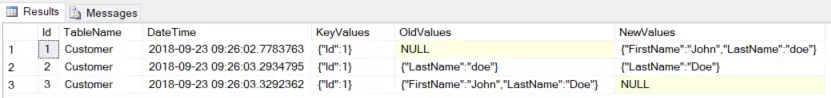 Results Messages
Id TableName DateTime KeyValues OldValues NewValues
1 1 Customer 2018-09-23 09:26:02.7783763 {"Id":1} NULL {"FirstName":"John","LastName":"doe"}
2 2 Customer 2018-09-23 09:26:03.2934795 {"Id":1} {"LastName":"doe"} {"LastName":"Doe"}
3 3 Customer 2018-09-23 09:26:03.3292362 {"Id":1} {"FirstName":"John","LastName":"Doe"} NULL